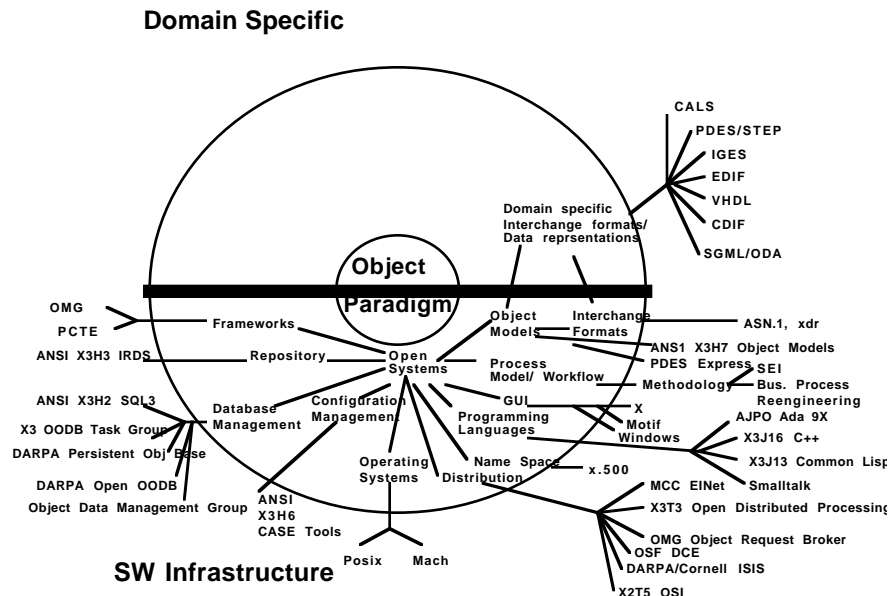 Domain Specific
CALS
PDES/STEP
IGES
EDIF
VHDL
CDIF
SGML/ODA
Domain specific
Interchange formats/
Data reprsentations
Object
Paradigm
OMG
PCTE
Frameworks
ANSI X3H3 IRDS
Repository
Open
Systems
Object
Models
Interchange
Formats
ASN.1, xdr
ANS1 X3H7 Object Models
PDES Express
Process
Model/ Workflow
Methodology
SEI
Bus. Process
Reengineering
ANSI X3H2 SQL3
X3 OODB Task Group
DARPA Persistent Obj Base
DARPA Open OODB
Object Data Management Group
Database
Management
Configuration
Management
ANSI
X3H6
CASE Tools
GUI
X
Motif
Windows
Programming
Languages
AJPO Ada 9X
X3J16 C++
X3J13 Common Lisp
Smalltalk
Operating
Systems
Posix
Mach
Name Space
x.500
Distribution
MCC EINet
X3T3 Open Distributed Processing
OMG Object Request Broker
OSF DCE
DARPA/Cornell ISIS
X2T5 OSI
SW Infrastructure